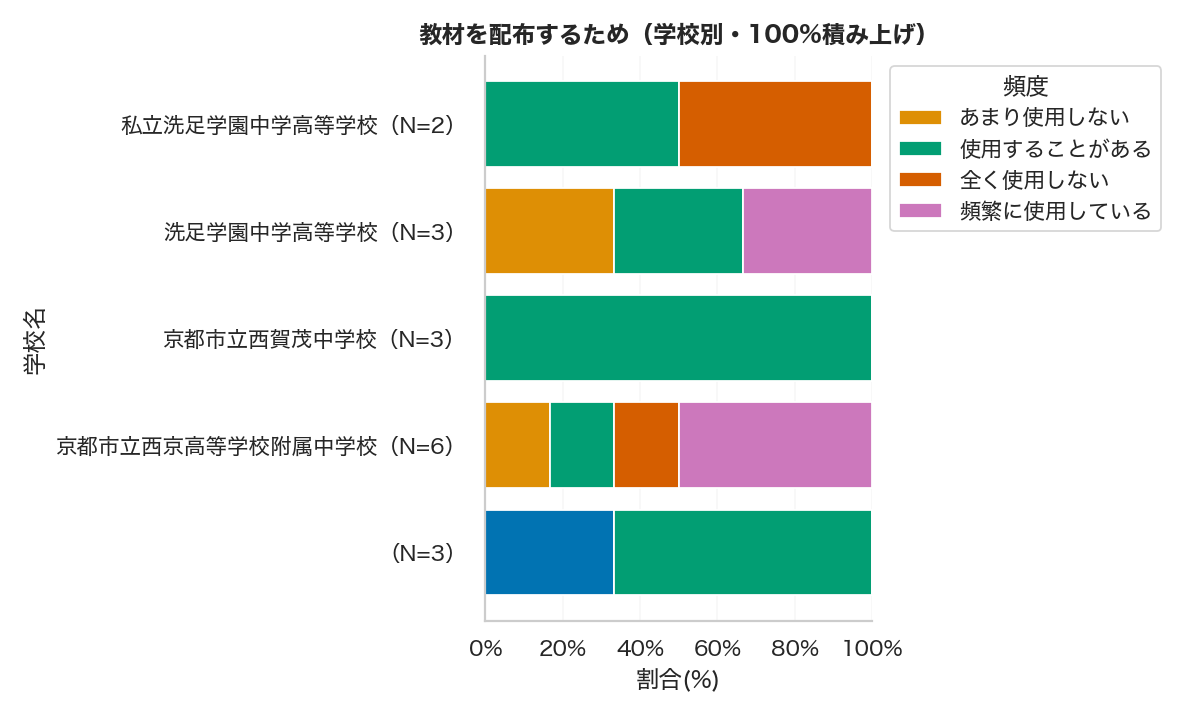 教材を配布するため（学校別・100%積み上げ）
頻度
あまり使用しない
使用することがある
全く使用しない
頻繁に使用している
学校名
私立洗足学園中学高等学校（N=2）
洗足学園中学高等学校（N=3）
京都市立西賀茂中学校（N=3）
京都市立西京高等学校附属中学校（N=6）
（N=3）
0% 20% 40% 60% 80% 100%
割合(%)